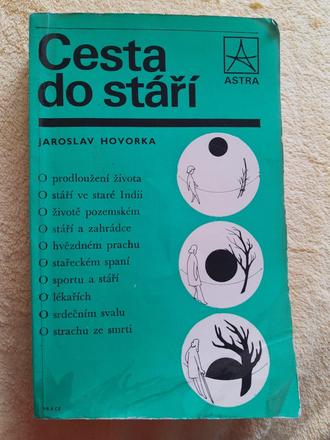 Cesta
do stáří
ASTRA
JAROSLAV HOVORKA
O prodloužení života
O stáří ve staré Indii
O životě pozemském
O stáří a zahrádce
O hvězdném prachu
O stařeckém spaní
O sportu a stáří
O lékařích
O srdečním svalu
O strachu ze smrti
PRÁCE